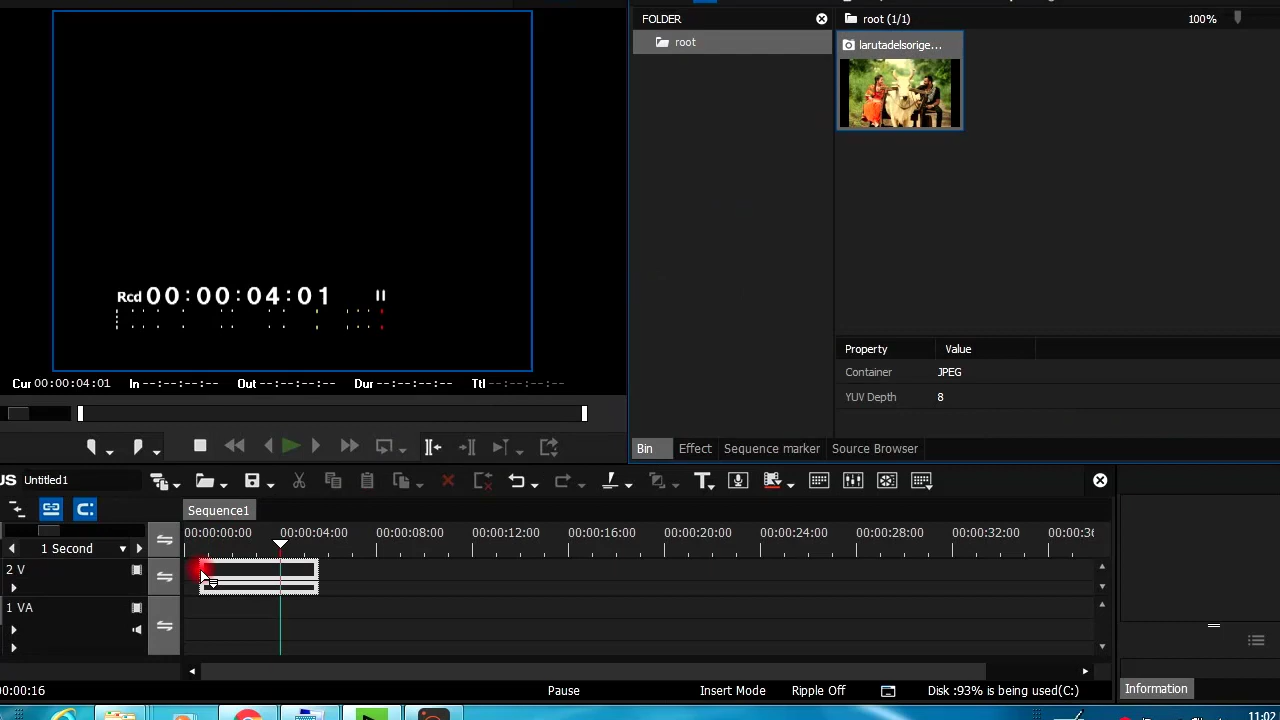 FOLDER
root (1/1)
100%
root
larutadelsorige...
Rcd 00:00:04:01
Cur 00:00:04:01 In --:--:--:-- Out --:--:--:-- Dur --:--:--:-- Ttl --:--:--:--
Property Value
Container JPEG
YUV Depth 8
Bin Effect Sequence marker Source Browser
US Untitled1
Sequence1
00:00:00:00 00:00:04:00 00:00:08:00 00:00:12:00 00:00:16:00 00:00:20:00 00:00:24:00 00:00:28:00 00:00:32:00 00:00:36
1 Second
2 V
1 VA
0:00:16 Pause Insert Mode Ripple Off Disk :93% is being used(C:)
Information
11:02